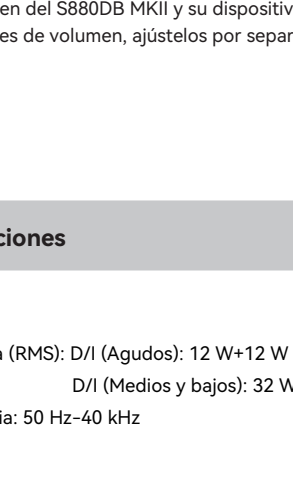 en del S880DB MKII y su dispositiv
es de volumen, ajústelos por separ
ciones
a (RMS): D/I (Agudos): 12 W+12 W
D/I (Medios y bajos): 32 W
ia: 50 Hz-40 kHz